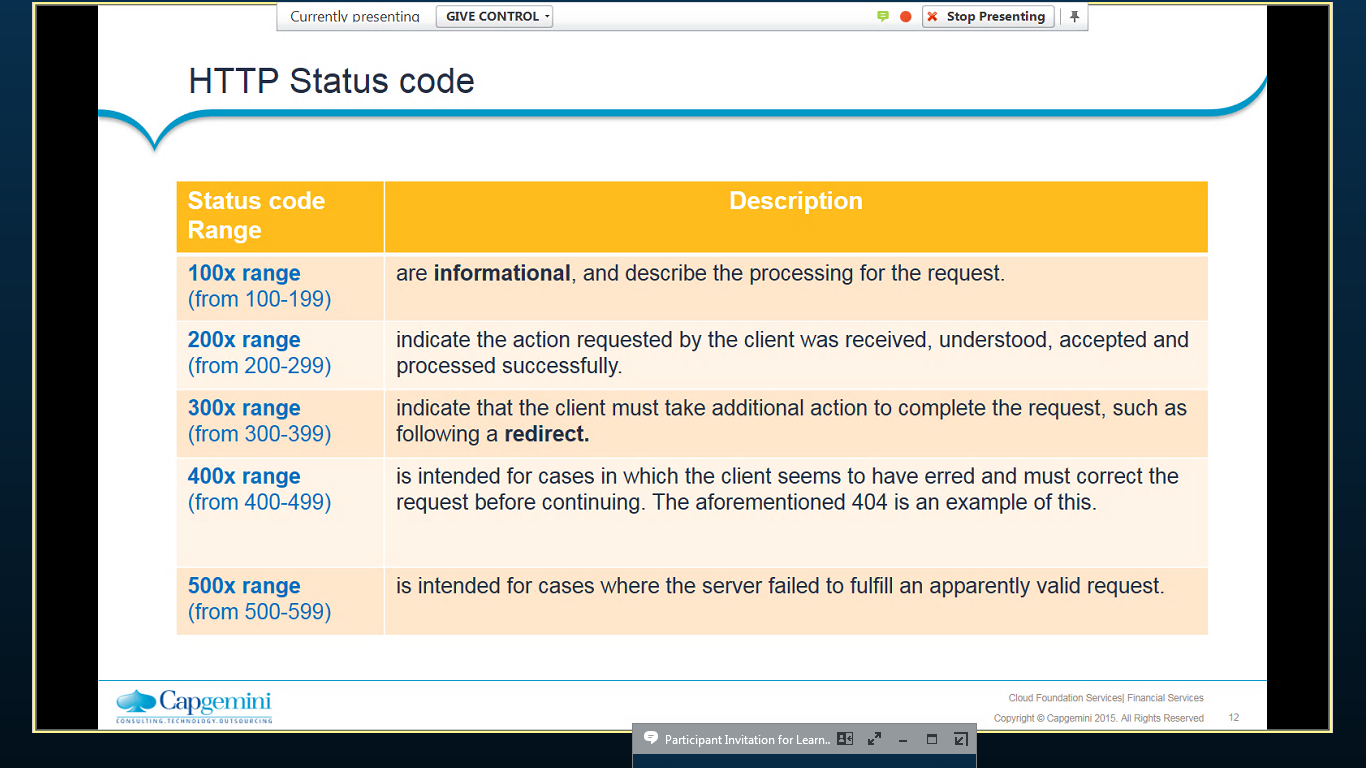 Currently presenting GIVE CONTROL Stop Presenting
HTTP Status code
Status code
Range
Description
100x range
(from 100-199)
are informational, and describe the processing for the request.
200x range
(from 200-299)
indicate the action requested by the client was received, understood, accepted and
processed successfully.
300x range
(from 300-399)
indicate that the client must take additional action to complete the request, such as
following a redirect.
400x range
(from 400-499)
is intended for cases in which the client seems to have erred and must correct the
request before continuing. The aforementioned 404 is an example of this.
500x range
(from 500-599)
is intended for cases where the server failed to fulfill an apparently valid request.
Capgemini
CONSULTING.TECHNOLOGY.OUTSOURCING
Cloud Foundation Services| Financial Services
Copyright © Capgemini 2015. All Rights Reserved 12
Participant Invitation for Learn..